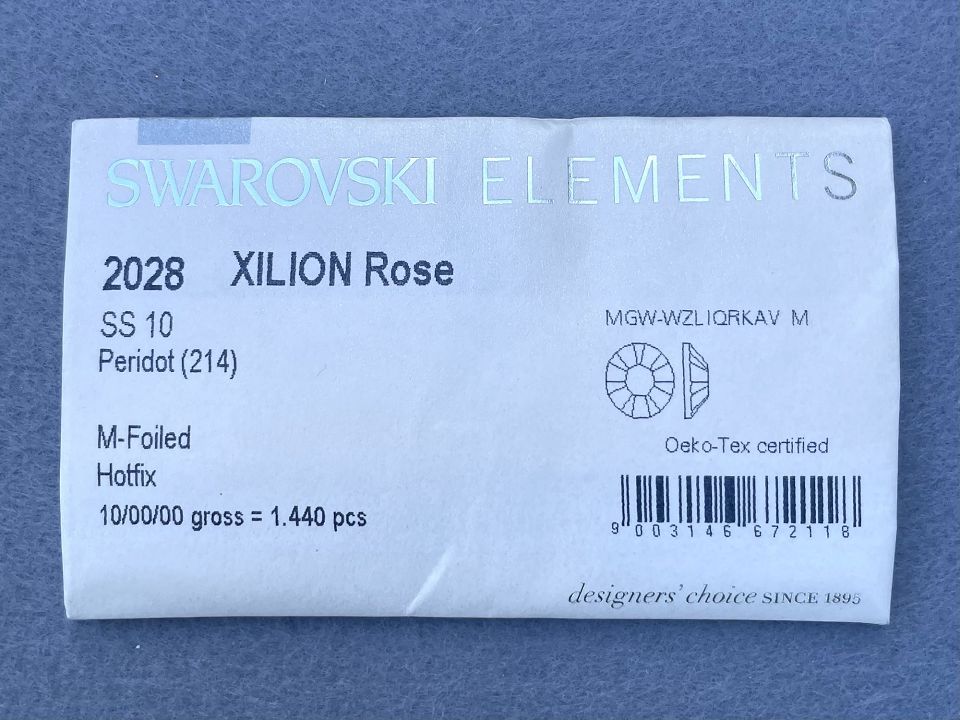 SWAROVSKI ELEMENTS
2028 XILION Rose
SS 10
Peridot (214)
MGW-WZLIQRKAV M
M-Foiled
Hotfix
10/00/00 gross = 1.440 pcs
Oeko-Tex certified
9 003146 672118
designers' choice SINCE 1895